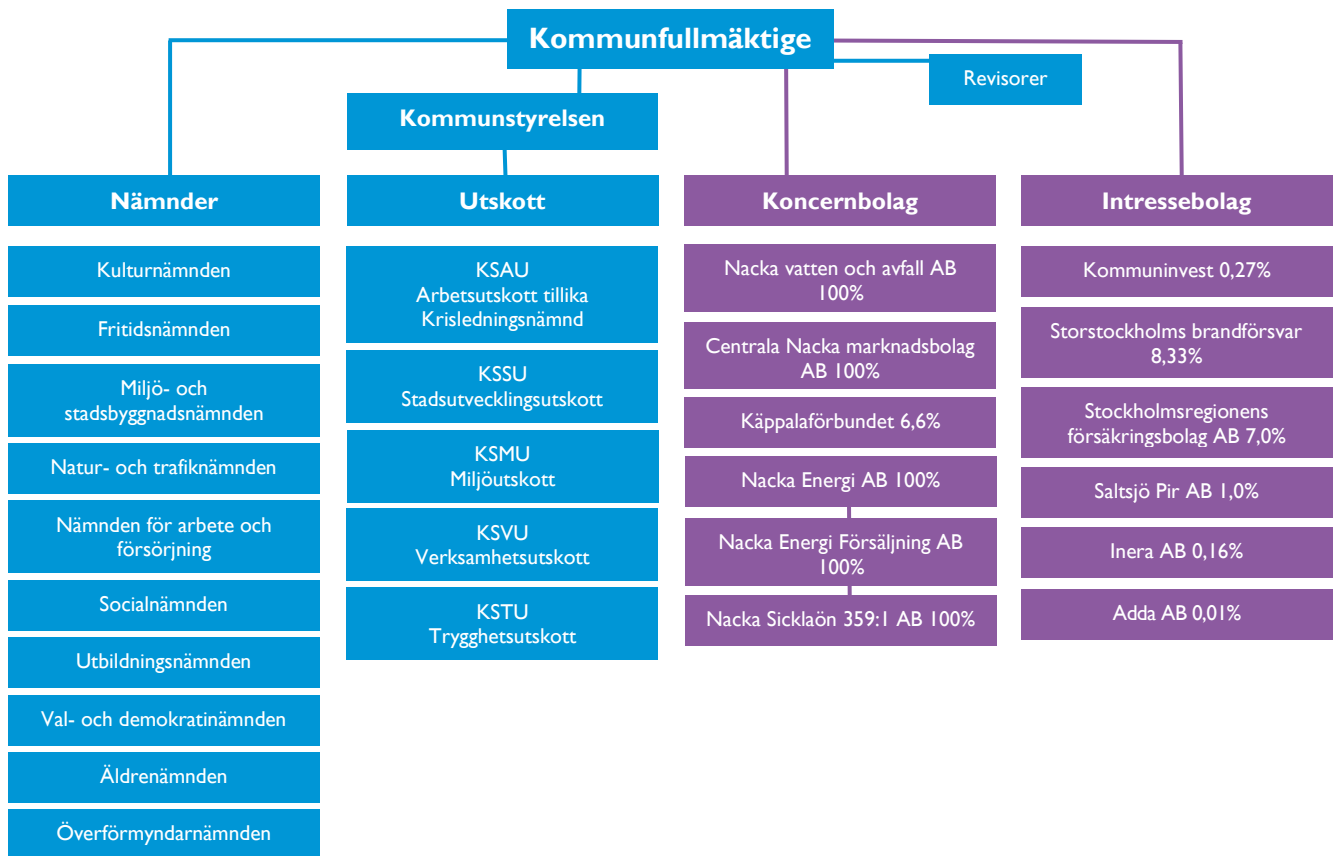 Kommunfullmäktige
Revisorer
Kommunstyrelsen
Nämnder
Kulturnämnden
Fritidsnämnden
Miljö- och
stadsbyggnadsnämnden
Natur- och trafiknämnden
Nämnden för arbete och
försörjning
Socialnämnden
Utbildningsnämnden
Val- och demokratinämnden
Äldrenämnden
Överförmyndarnämnden
Utskott
KSAU
Arbetsutskott tillika
Krisledningsnämnd
KSSU
Stadsutvecklingsutskott
KSMU
Miljöutskott
KSVU
Verksamhetsutskott
KSTU
Trygghetsutskott
Koncernbolag
Nacka vatten och avfall AB
100%
Centrala Nacka marknadsbolag
AB 100%
Käppalaförbundet 6,6%
Nacka Energi AB 100%
Nacka Energi Försäljning AB
100%
Nacka Sicklaön 359:1 AB 100%
Intressebolag
Kommuninvest 0,27%
Storstockholms brandförsvar
8,33%
Stockholmsregionens
försäkringsbolag AB 7,0%
Saltsjö Pir AB 1,0%
Inera AB 0,16%
Adda AB 0,01%